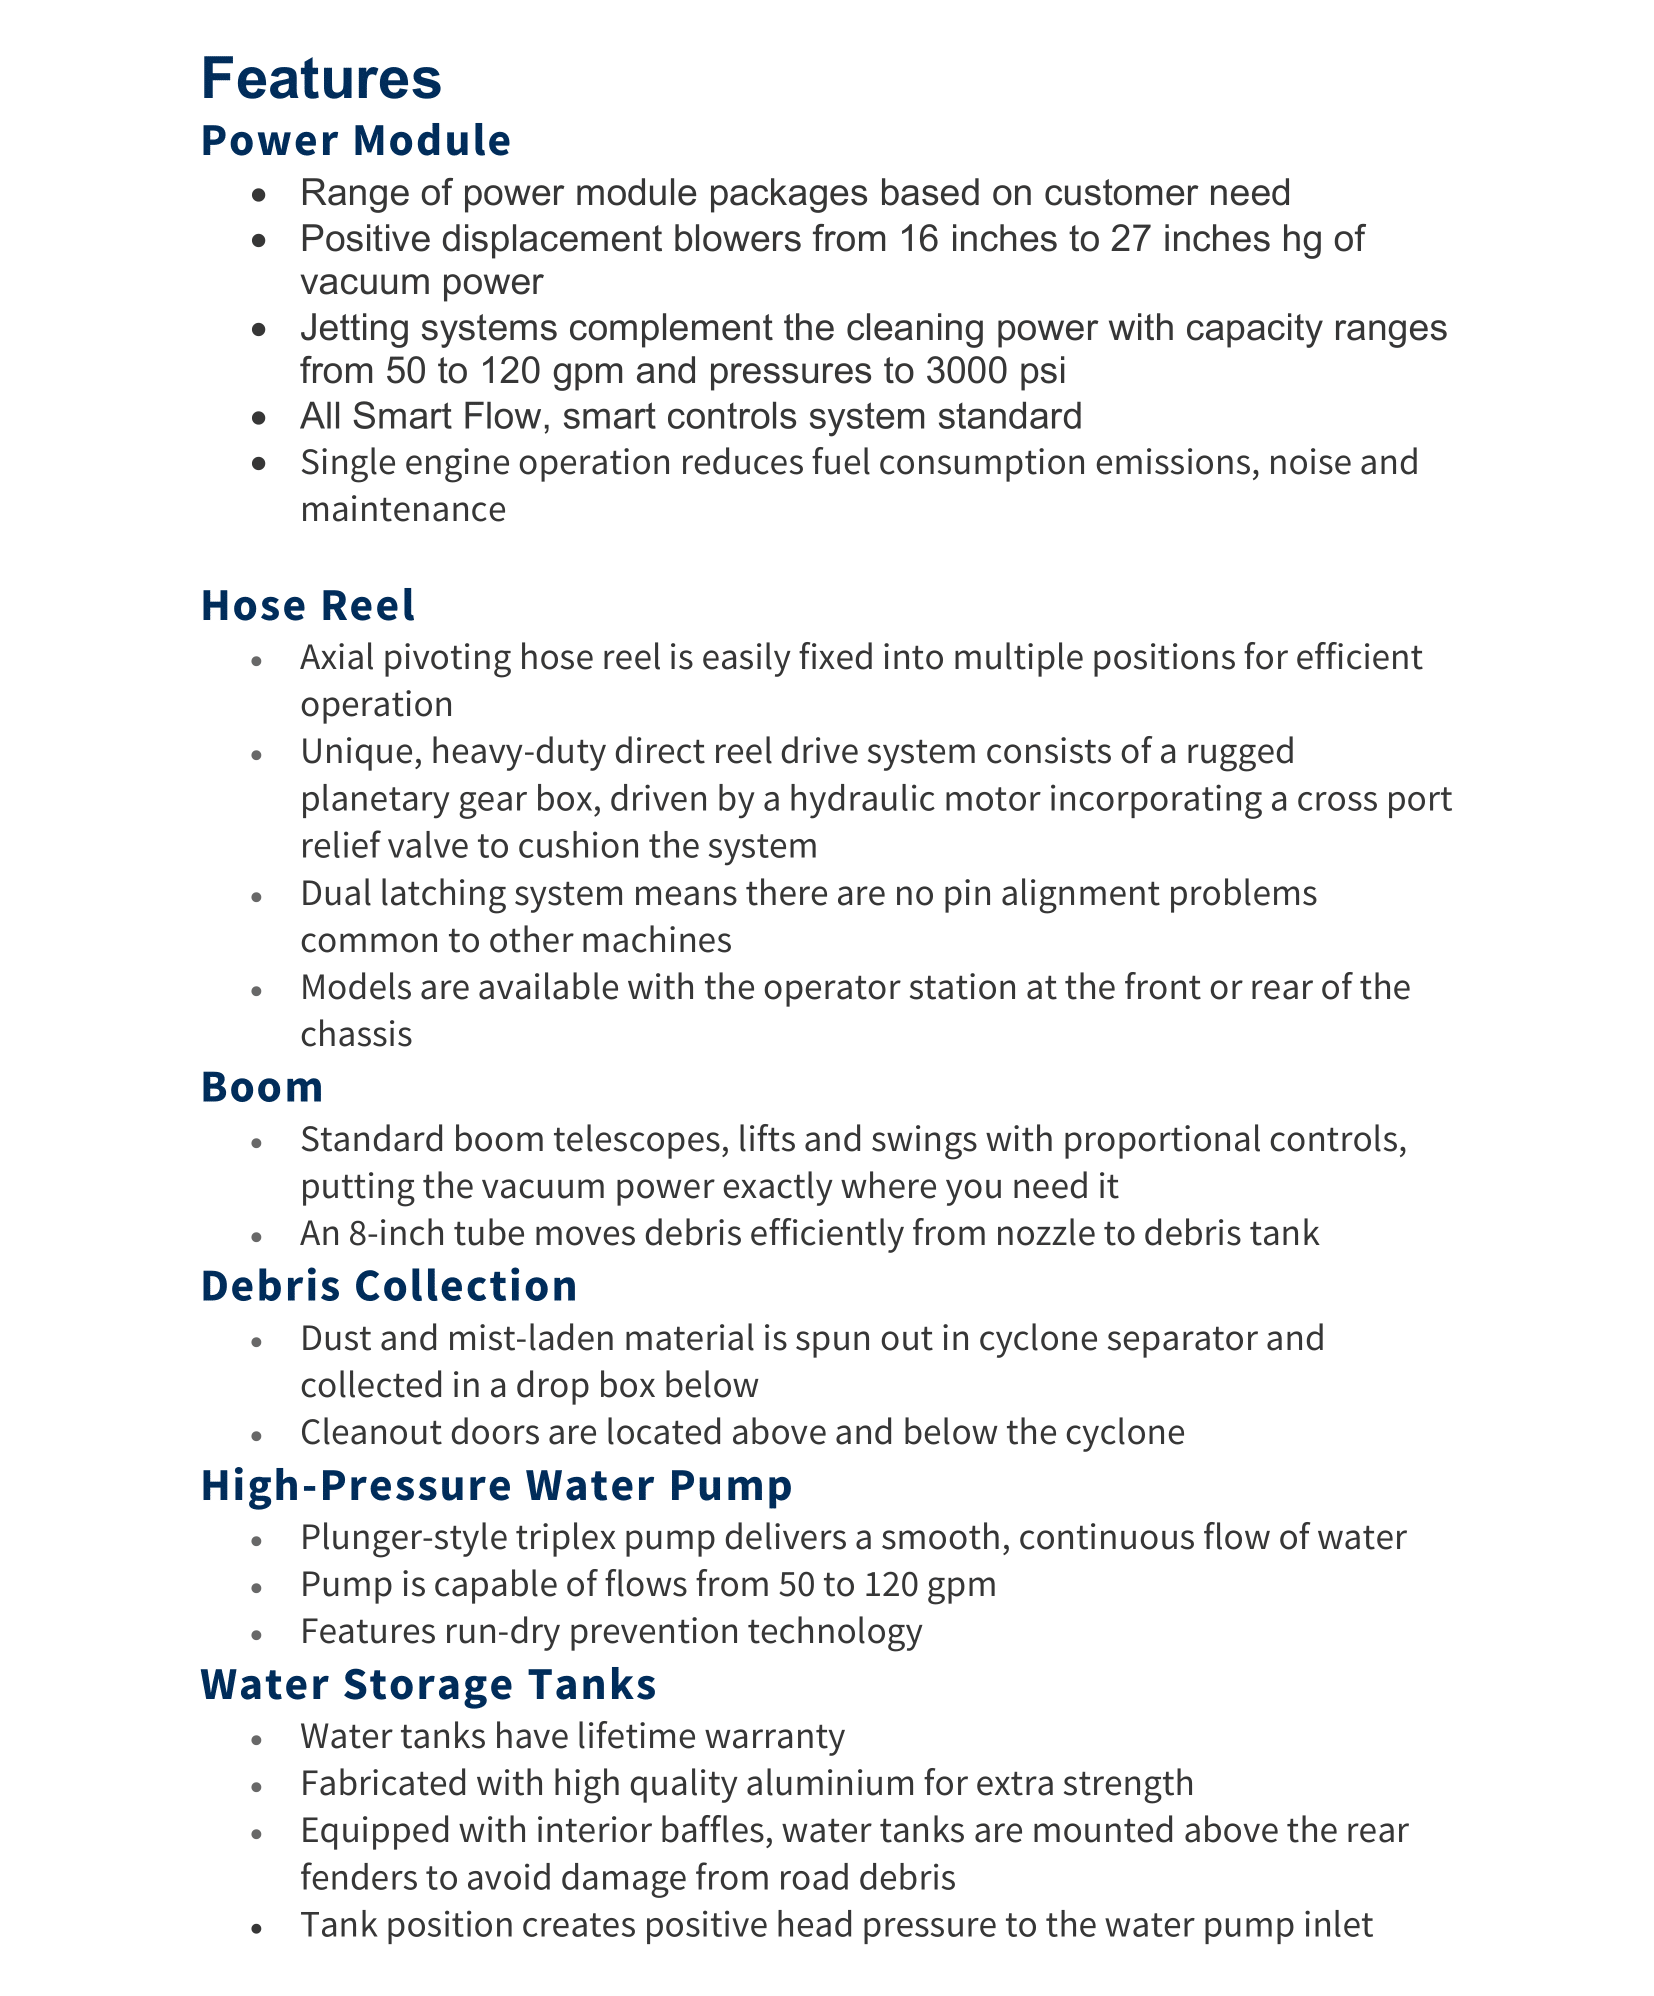 Features
Power Module
• Range of power module packages based on customer need
• Positive displacement blowers from 16 inches to 27 inches hg of
vacuum power
• Jetting systems complement the cleaning power with capacity ranges
from 50 to 120 gpm and pressures to 3000 psi
• All Smart Flow, smart controls system standard
• Single engine operation reduces fuel consumption emissions, noise and
maintenance
Hose Reel
• Axial pivoting hose reel is easily fixed into multiple positions for efficient
operation
• Unique, heavy-duty direct reel drive system consists of a rugged
planetary gear box, driven by a hydraulic motor incorporating a cross port
relief valve to cushion the system
• Dual latching system means there are no pin alignment problems
common to other machines
• Models are available with the operator station at the front or rear of the
chassis
Boom
• Standard boom telescopes, lifts and swings with proportional controls,
putting the vacuum power exactly where you need it
• An 8-inch tube moves debris efficiently from nozzle to debris tank
Debris Collection
• Dust and mist-laden material is spun out in cyclone separator and
collected in a drop box below
• Cleanout doors are located above and below the cyclone
High-Pressure Water Pump
• Plunger-style triplex pump delivers a smooth, continuous flow of water
• Pump is capable of flows from 50 to 120 gpm
• Features run-dry prevention technology
Water Storage Tanks
• Water tanks have lifetime warranty
• Fabricated with high quality aluminium for extra strength
• Equipped with interior baffles, water tanks are mounted above the rear
fenders to avoid damage from road debris
• Tank position creates positive head pressure to the water pump inlet